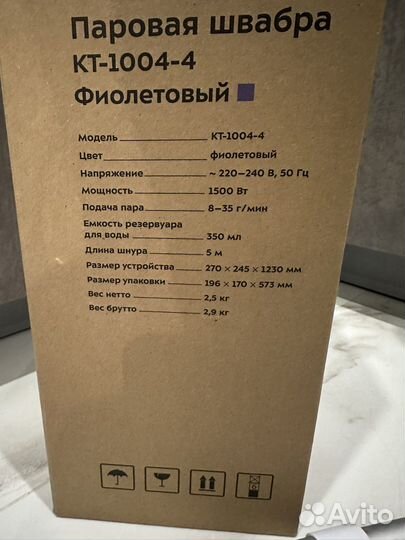 Паровая швабра
КТ-1004-4
Фиолетовый
Модель КТ-1004-4
Цвет фиолетовый
Напряжение ~ 220–240 В, 50 Гц
Мощность 1500 Вт
Подача пара 8–35 г/мин
Емкость резервуара
для воды 350 мл
Длина шнура 5 м
Размер устройства 270 × 245 × 1230 мм
Размер упаковки 196 × 170 × 573 мм
Вес нетто 2,5 кг
Вес брутто 2,9 кг
Avito